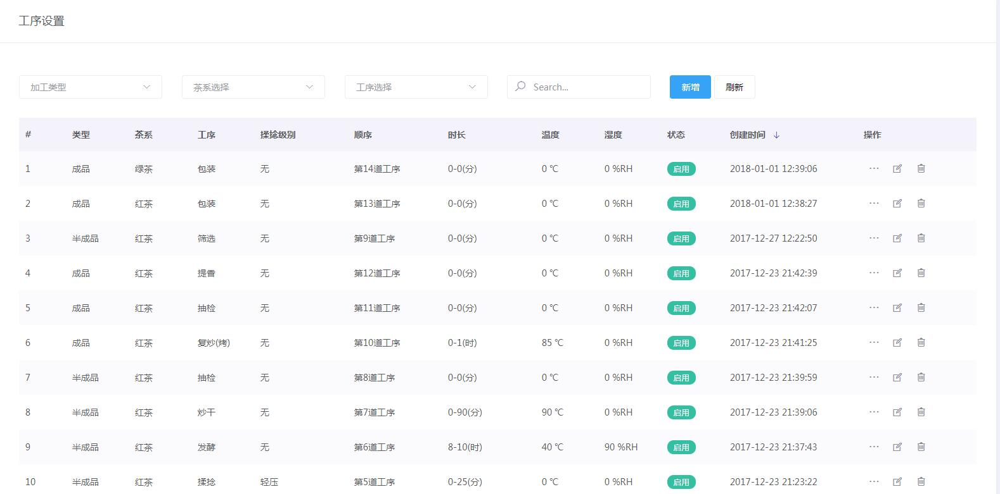 工序设置
加工类型 茶系选择 工序选择 Search... 新增 刷新
# 类型 茶系 工序 揉捻级别 顺序 时长 温度 湿度 状态 创建时间 ↓ 操作
1 成品 绿茶 包装 无 第14道工序 0-0(分) 0 ℃ 0 %RH 启用 2018-01-01 12:39:06 ···
2 成品 红茶 包装 无 第13道工序 0-0(分) 0 ℃ 0 %RH 启用 2018-01-01 12:38:27 ···
3 半成品 红茶 筛选 无 第9道工序 0-0(分) 0 ℃ 0 %RH 启用 2017-12-27 12:22:50 ···
4 成品 红茶 提香 无 第12道工序 0-0(分) 0 ℃ 0 %RH 启用 2017-12-23 21:42:39 ···
5 成品 红茶 抽检 无 第11道工序 0-0(分) 0 ℃ 0 %RH 启用 2017-12-23 21:42:07 ···
6 成品 红茶 复炒(烤) 无 第10道工序 0-1(时) 85 ℃ 0 %RH 启用 2017-12-23 21:41:25 ···
7 半成品 红茶 抽检 无 第8道工序 0-0(分) 0 ℃ 0 %RH 启用 2017-12-23 21:39:59 ···
8 半成品 红茶 炒干 无 第7道工序 0-90(分) 90 ℃ 0 %RH 启用 2017-12-23 21:39:06 ···
9 半成品 红茶 发酵 无 第6道工序 8-10(时) 40 ℃ 90 %RH 启用 2017-12-23 21:37:43 ···
10 半成品 红茶 揉捻 轻压 第5道工序 0-25(分) 0 ℃ 0 %RH 启用 2017-12-23 21:23:22 ···